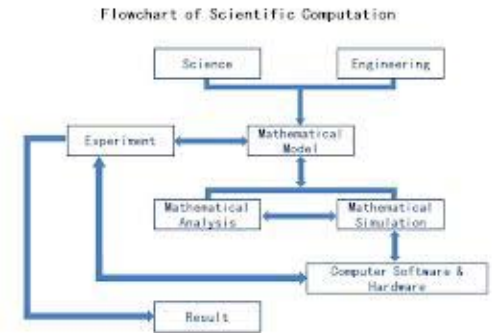 Flowchart of Scientific Computation
Science
Engineering
Experiment
Mathematical
Model
Mathematical
Analysis
Mathematical
Simulation
Computer Software &
Hardware
Result